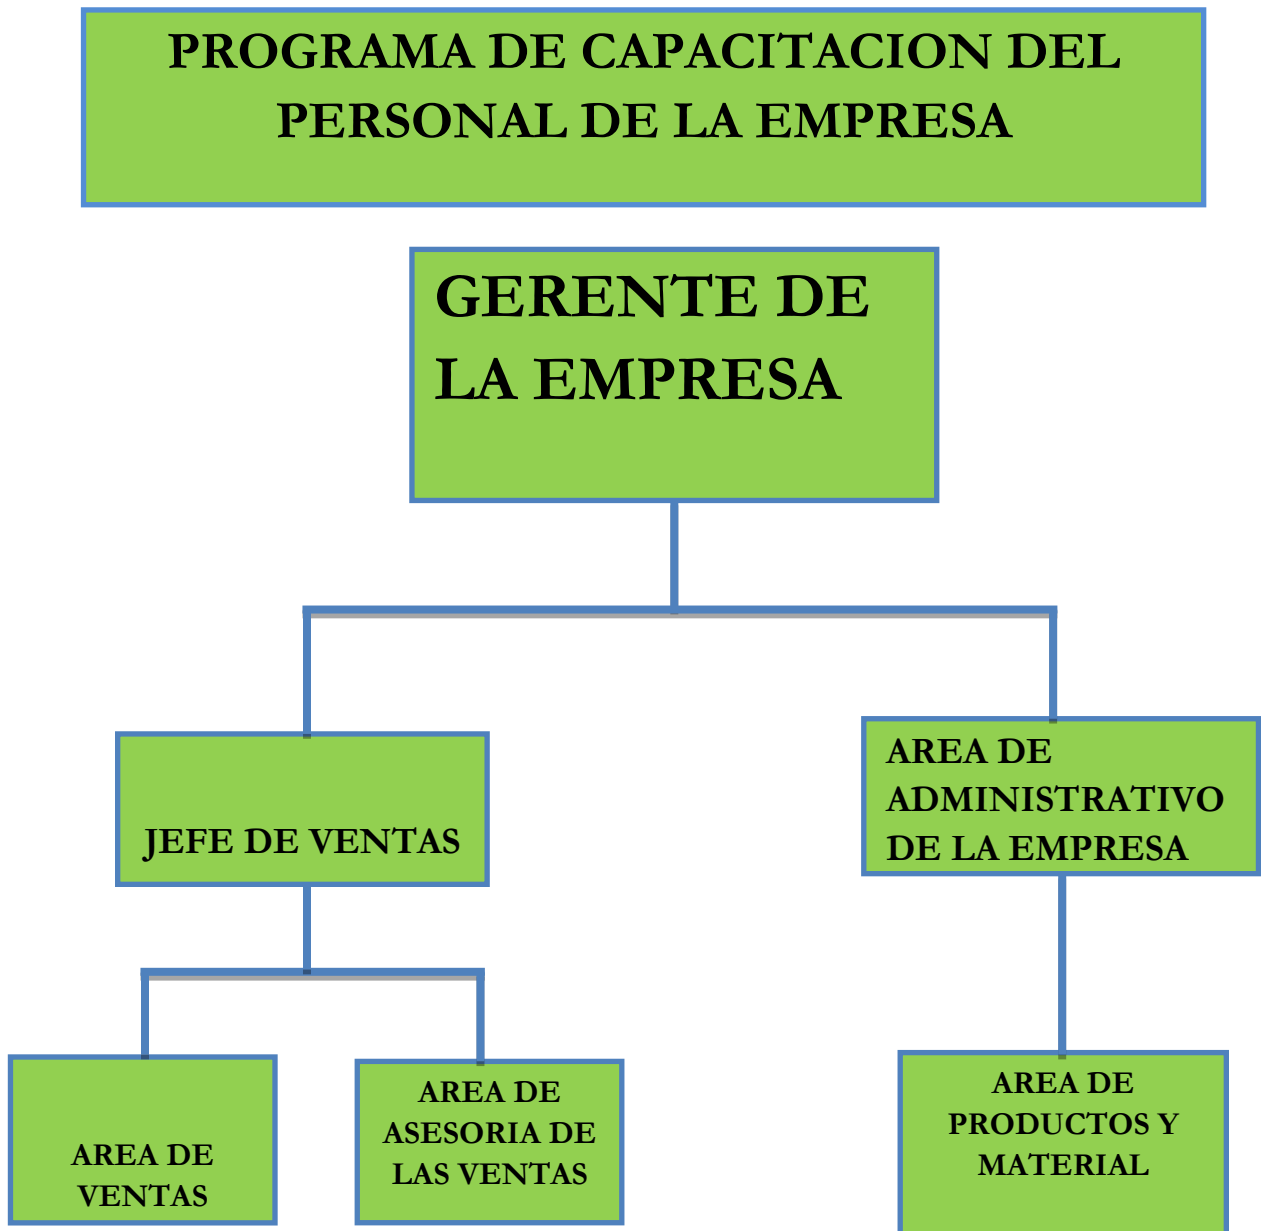 PROGRAMA DE CAPACITACION DEL
PERSONAL DE LA EMPRESA
GERENTE DE
LA EMPRESA
JEFE DE VENTAS
AREA DE
ADMINISTRATIVO
DE LA EMPRESA
AREA DE
VENTAS
AREA DE
ASESORIA DE
LAS VENTAS
AREA DE
PRODUCTOS Y
MATERIAL